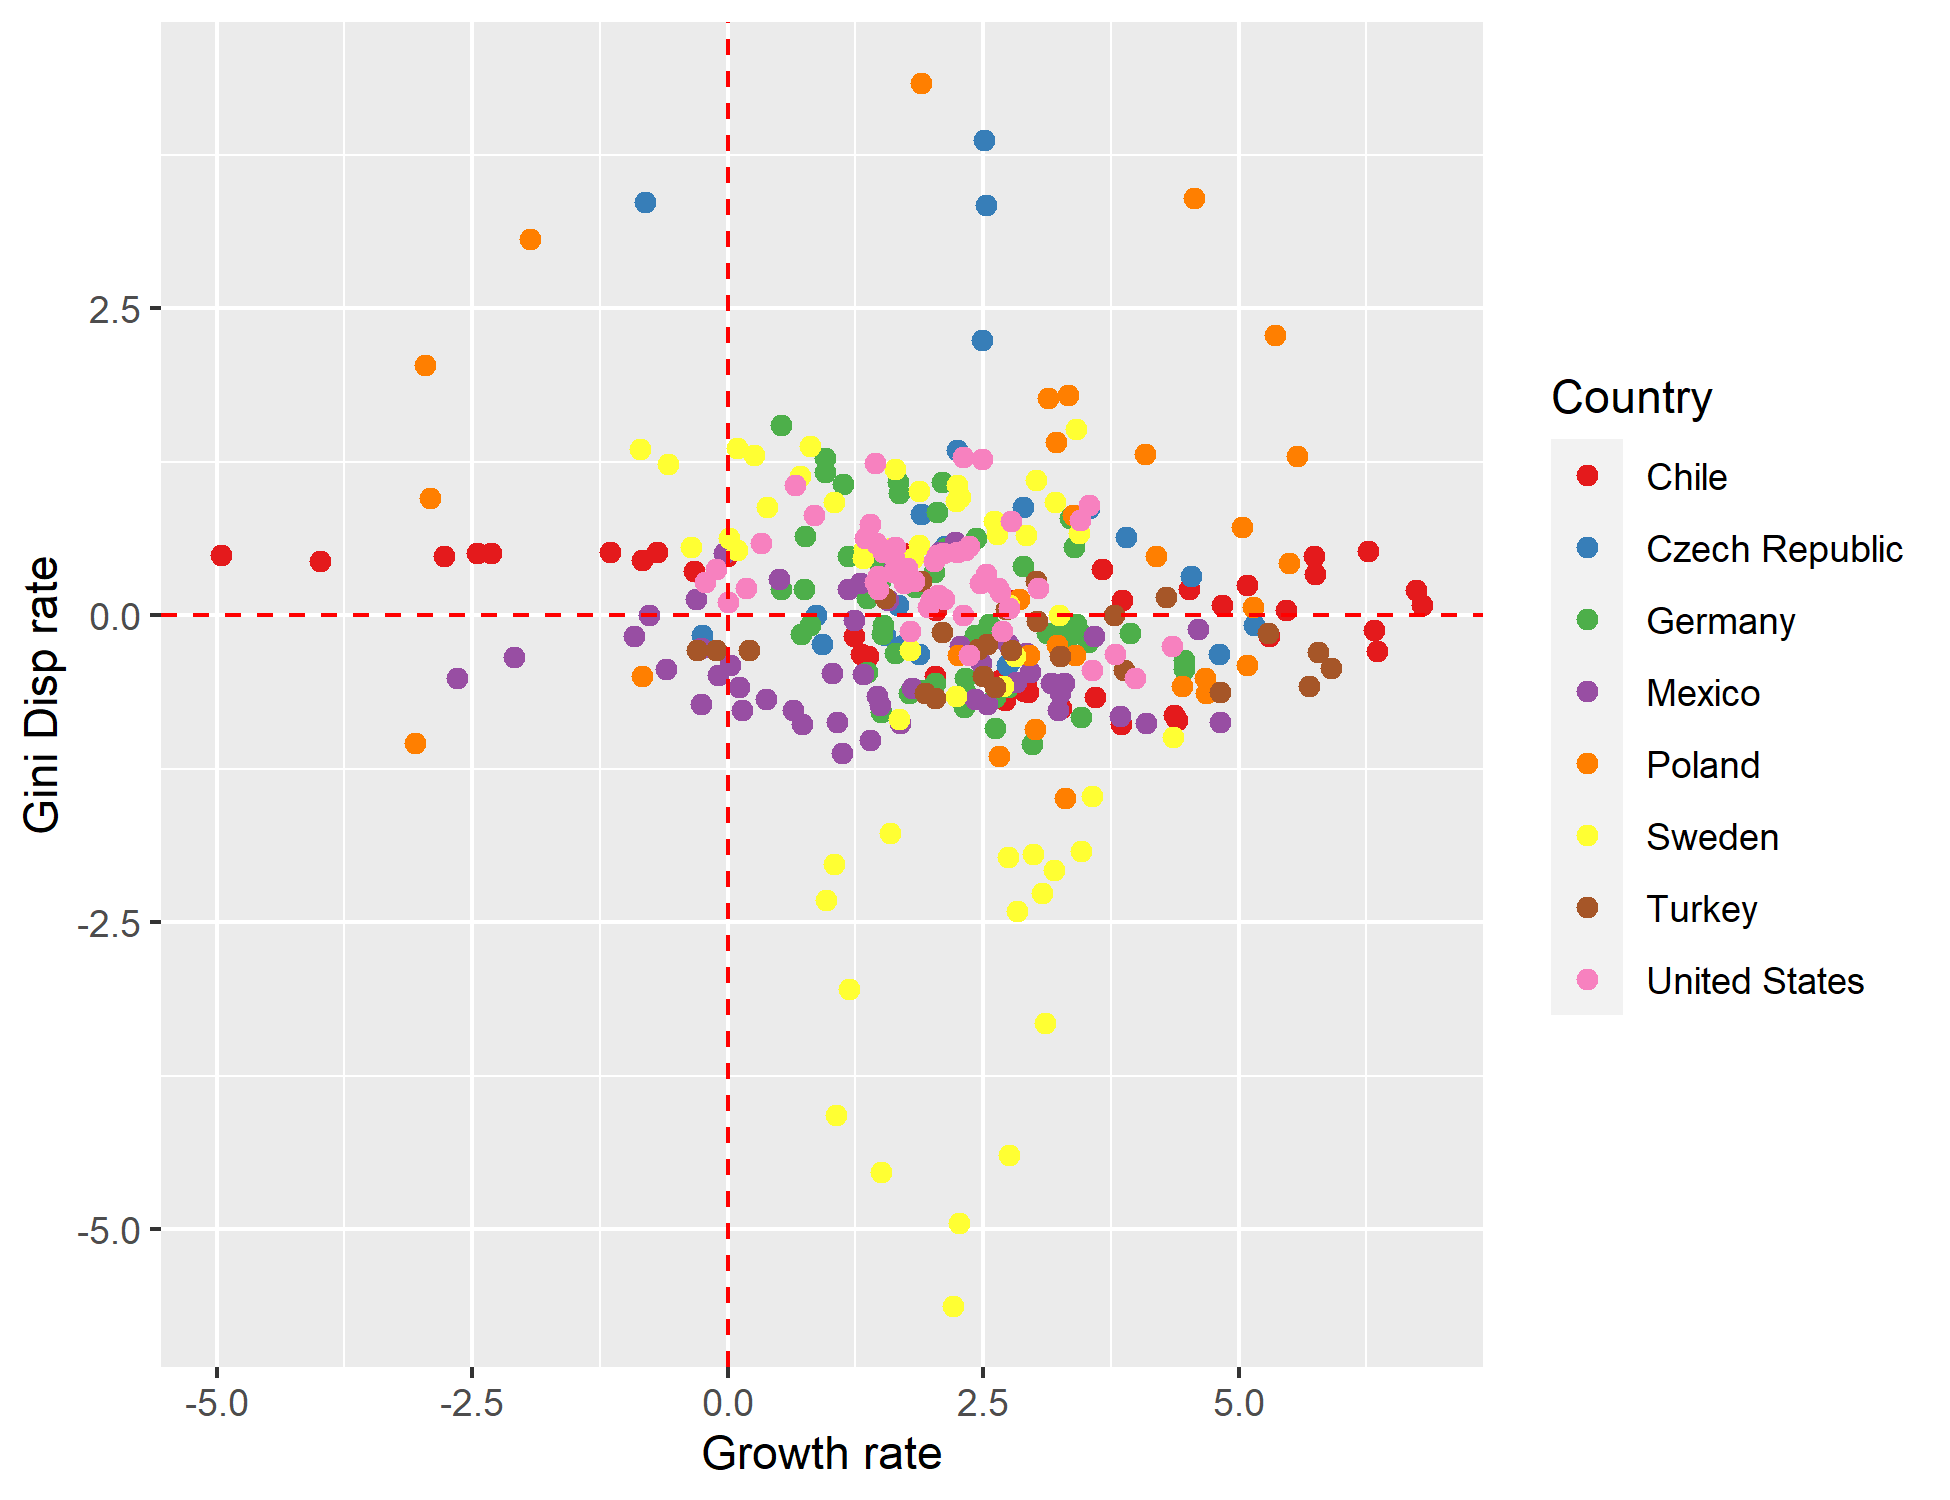 2.5
0.0
-2.5
-5.0
Gini Disp rate
-5.0
-2.5
0.0
2.5
5.0
Growth rate
Country
Chile
Czech Republic
Germany
Mexico
Poland
Sweden
Turkey
United States